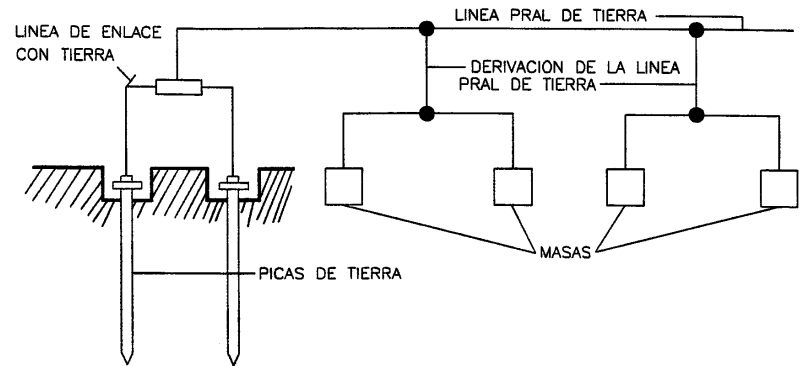 LINEA PRAL DE TIERRA
LINEA DE ENLACE
CON TIERRA
DERIVACION DE LA LINEA
PRAL DE TIERRA
MASAS
PICAS DE TIERRA